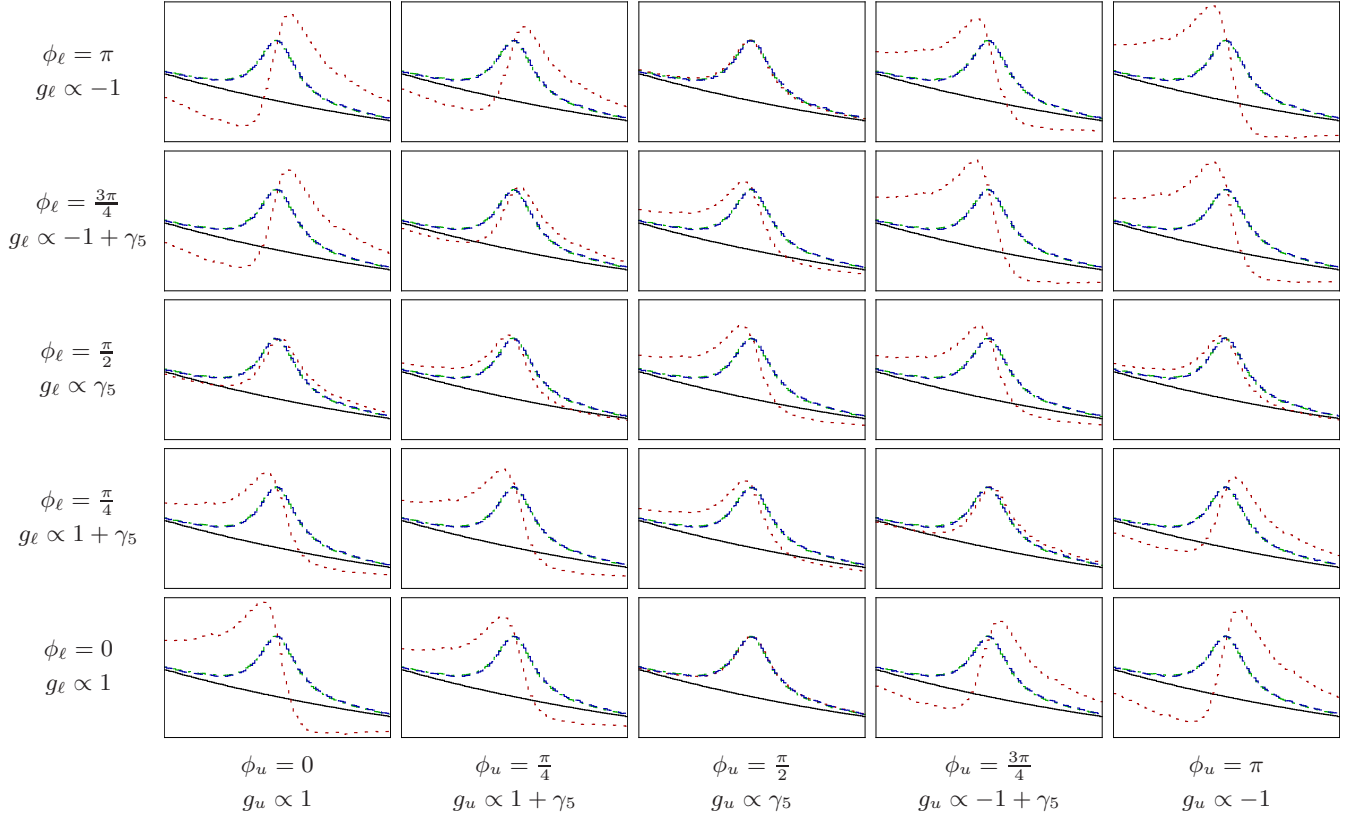 ϕ_ℓ = π
g_ℓ ∝ −1
ϕ_ℓ = 3π/4
g_ℓ ∝ −1 + γ_5
ϕ_ℓ = π/2
g_ℓ ∝ γ_5
ϕ_ℓ = π/4
g_ℓ ∝ 1 + γ_5
ϕ_ℓ = 0
g_ℓ ∝ 1
ϕ_u = 0 ϕ_u = π/4 ϕ_u = π/2 ϕ_u = 3π/4 ϕ_u = π
g_u ∝ 1 g_u ∝ 1 + γ_5 g_u ∝ γ_5 g_u ∝ −1 + γ_5 g_u ∝ −1